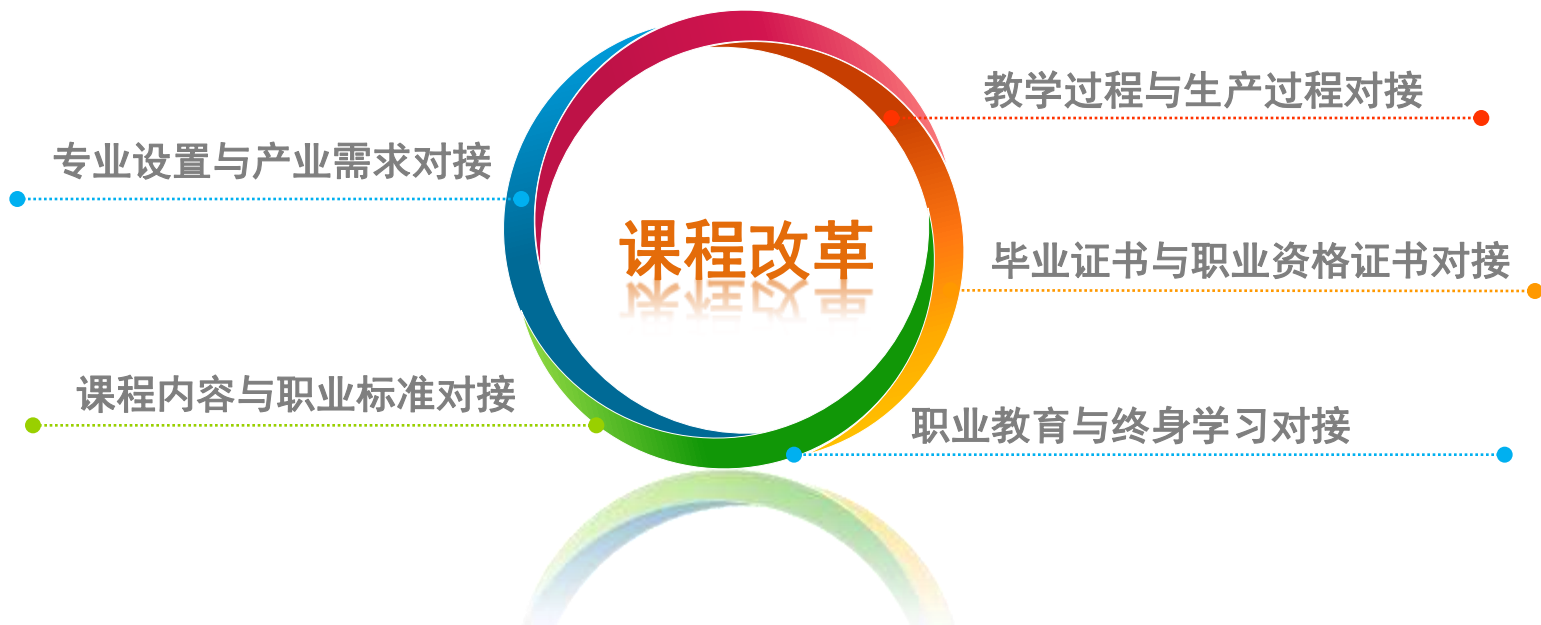 专业设置与产业需求对接
课程内容与职业标准对接
课程改革
教学过程与生产过程对接
毕业证书与职业资格证书对接
职业教育与终身学习对接